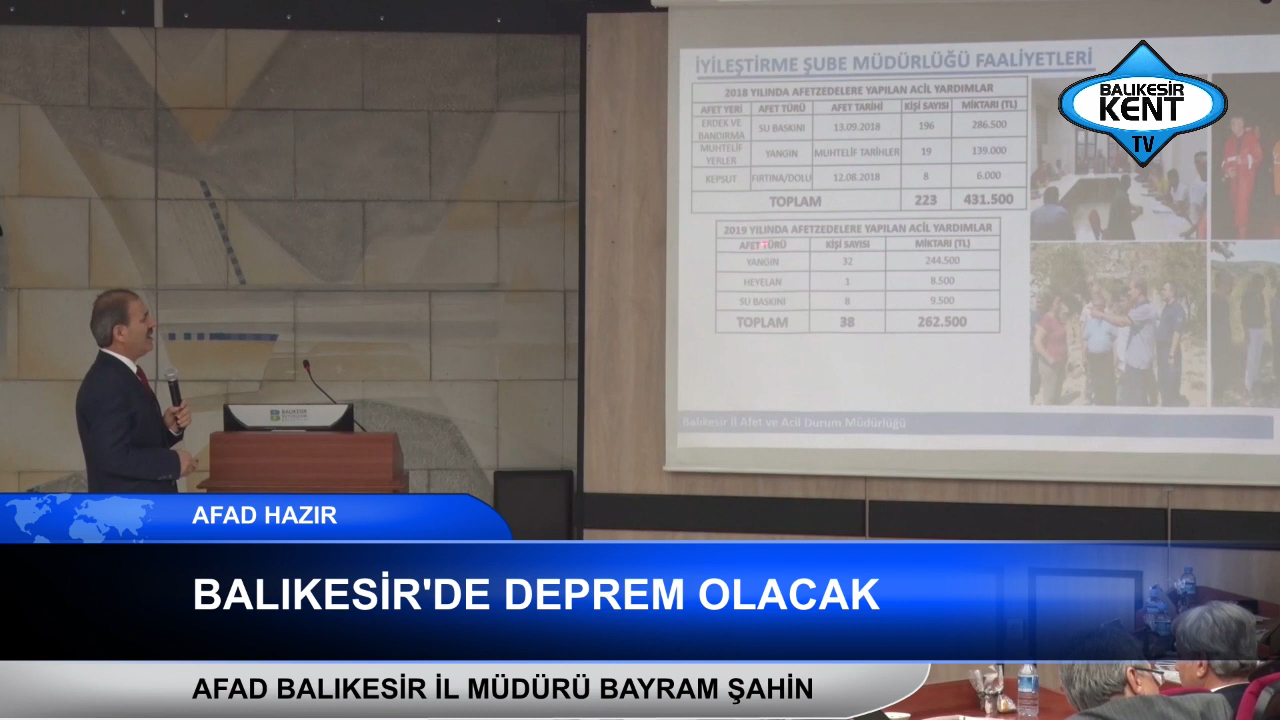 İYİLEŞTİRME ŞUBE MÜDÜRLÜĞÜ FAALİYETLERİ
2018 YILINDA AFETZEDELERE YAPILAN ACİL YARDIMLAR
AFET YERİ AFET TÜRÜ AFET TARİHİ KİŞİ SAYISI MİKTARI (TL)
ERDEK VE BANDIRMA SU BASKINI 13.09.2018 196 286.500
MUHTELİF YERLER YANGIN MUHTELİF TARİHLER 19 139.000
KEPSUT FIRTINA/DOLU 12.08.2018 8 6.000
TOPLAM 223 431.500
2019 YILINDA AFETZEDELERE YAPILAN ACİL YARDIMLAR
AFET TÜRÜ KİŞİ SAYISI MİKTARI (TL)
YANGIN 32 244.500
HEYELAN 1 8.500
SU BASKINI 8 9.500
TOPLAM 38 262.500
Balıkesir İl Afet ve Acil Durum Müdürlüğü
BALIKESİR
KENT
TV
BALIKESİR
AFAD HAZIR
BALIKESİR'DE DEPREM OLACAK
AFAD BALIKESİR İL MÜDÜRÜ BAYRAM ŞAHİN